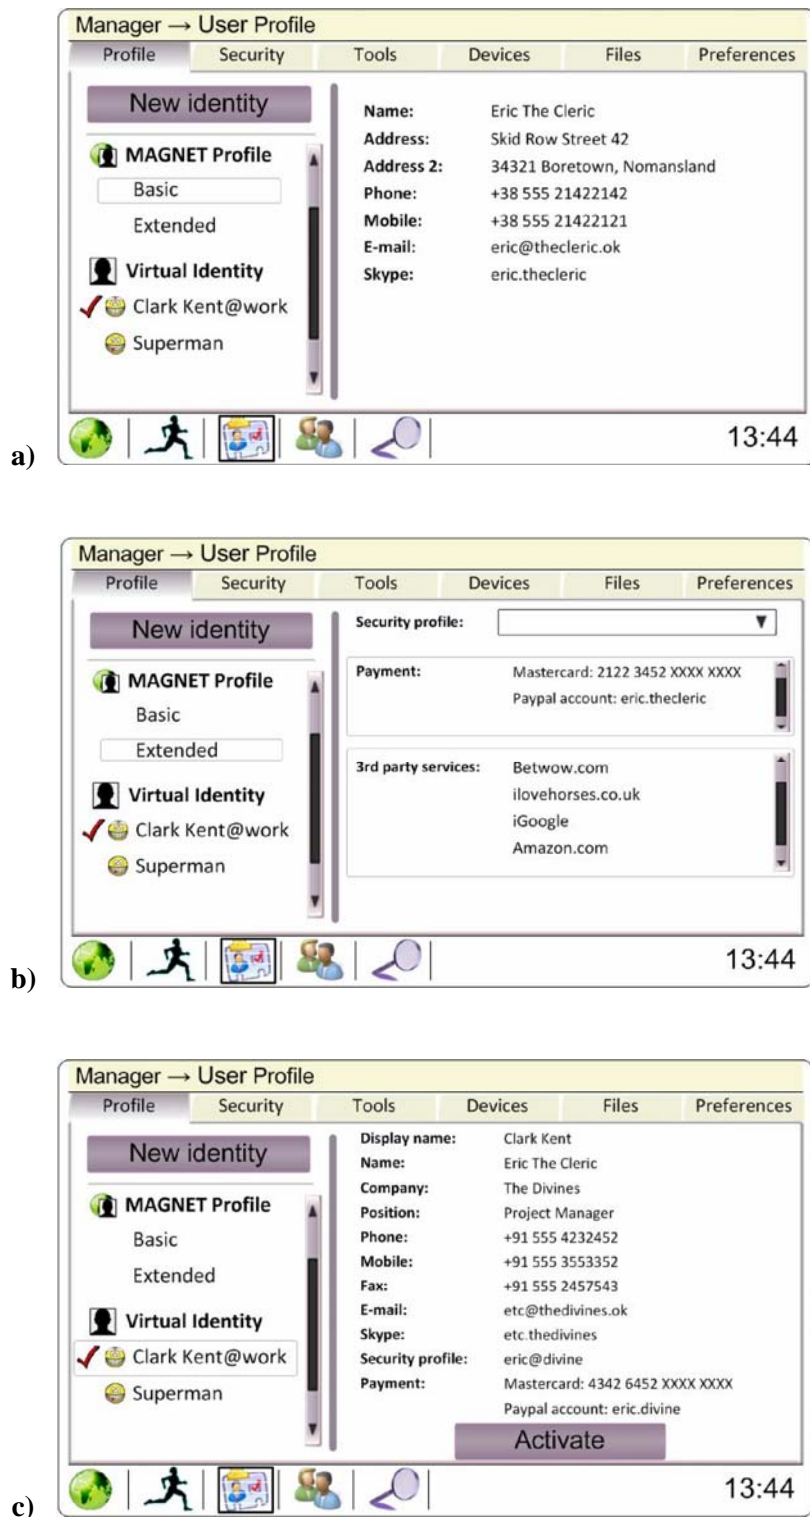 Manager → User Profile
Profile Security Tools Devices Files Preferences
New identity
MAGNET Profile
Basic
Extended
Virtual Identity
Clark Kent@work
Superman
Name: Eric The Cleric
Address: Skid Row Street 42
Address 2: 34321 Boretown, Nomansland
Phone: +38 555 21422142
Mobile: +38 555 21422121
E-mail: eric@thecleric.ok
Skype: eric.thecleric
13:44
a)
Manager → User Profile
Profile Security Tools Devices Files Preferences
New identity
MAGNET Profile
Basic
Extended
Virtual Identity
Clark Kent@work
Superman
Security profile:
Payment: Mastercard: 2122 3452 XXXX XXXX
Paypal account: eric.thecleric
3rd party services: Betwow.com
ilovehorses.co.uk
iGoogle
Amazon.com
13:44
b)
Manager → User Profile
Profile Security Tools Devices Files Preferences
New identity
MAGNET Profile
Basic
Extended
Virtual Identity
Clark Kent@work
Superman
Display name: Clark Kent
Name: Eric The Cleric
Company: The Divines
Position: Project Manager
Phone: +91 555 4232452
Mobile: +91 555 3553352
Fax: +91 555 2457543
E-mail: etc@thedivines.ok
Skype: etc.thedivines
Security profile: eric@divine
Payment: Mastercard: 4342 6452 XXXX XXXX
Paypal account: eric.divine
Activate
13:44
c)